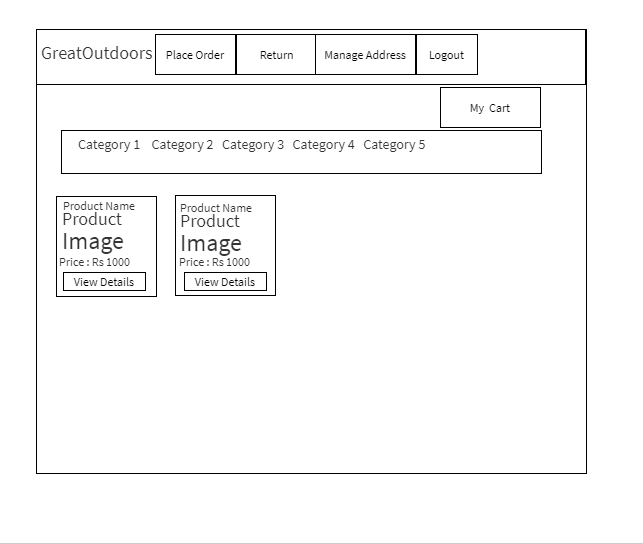 GreatOutdoors Place Order Return Manage Address Logout
My Cart
Category 1 Category 2 Category 3 Category 4 Category 5
Product Name
Product
Image
Price : Rs 1000
View Details
Product Name
Product
Image
Price : Rs 1000
View Details